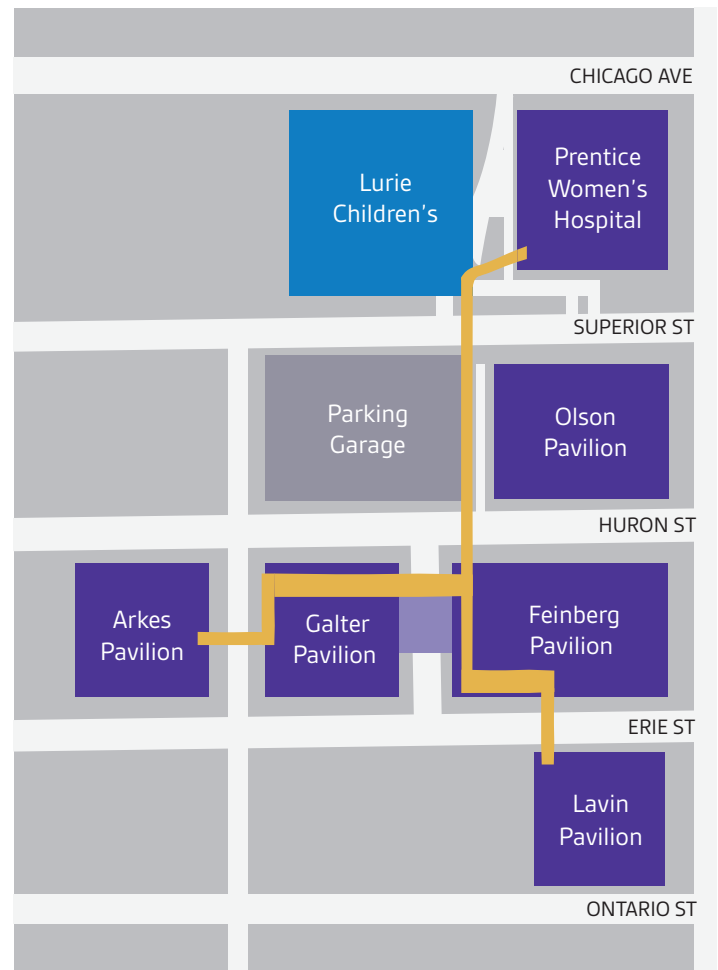 CHICAGO AVE
Lurie
Children’s
Prentice
Women’s
Hospital
SUPERIOR ST
Parking
Garage
Olson
Pavilion
HURON ST
Arkes
Pavilion
Galter
Pavilion
Feinberg
Pavilion
ERIE ST
Lavin
Pavilion
ONTARIO ST